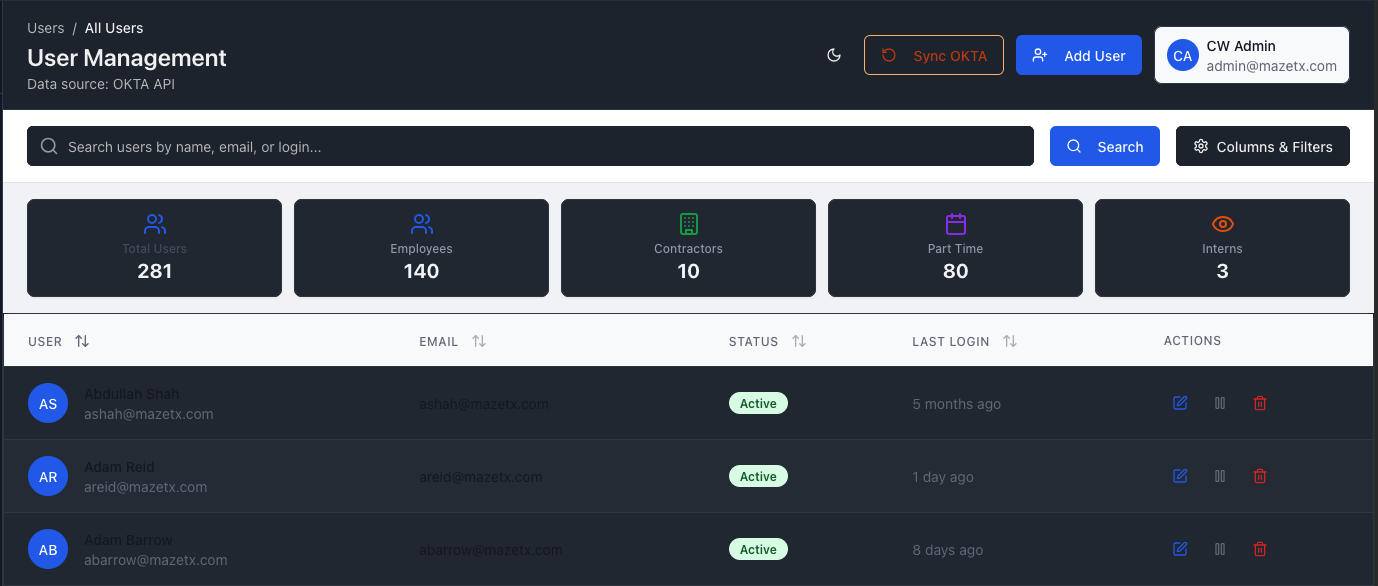 Users / All Users
User Management
Data source: OKTA API
Sync OKTA
Add User
CA
CW Admin
admin@mazetx.com
Search users by name, email, or login...
Search
Columns & Filters
Total Users
281
Employees
140
Contractors
10
Part Time
80
Interns
3
USER EMAIL STATUS LAST LOGIN ACTIONS
AS
Abdullah Shah
ashah@mazetx.com
ashah@mazetx.com
Active
5 months ago
AR
Adam Reid
areid@mazetx.com
areid@mazetx.com
Active
1 day ago
AB
Adam Barrow
abarrow@mazetx.com
abarrow@mazetx.com
Active
8 days ago